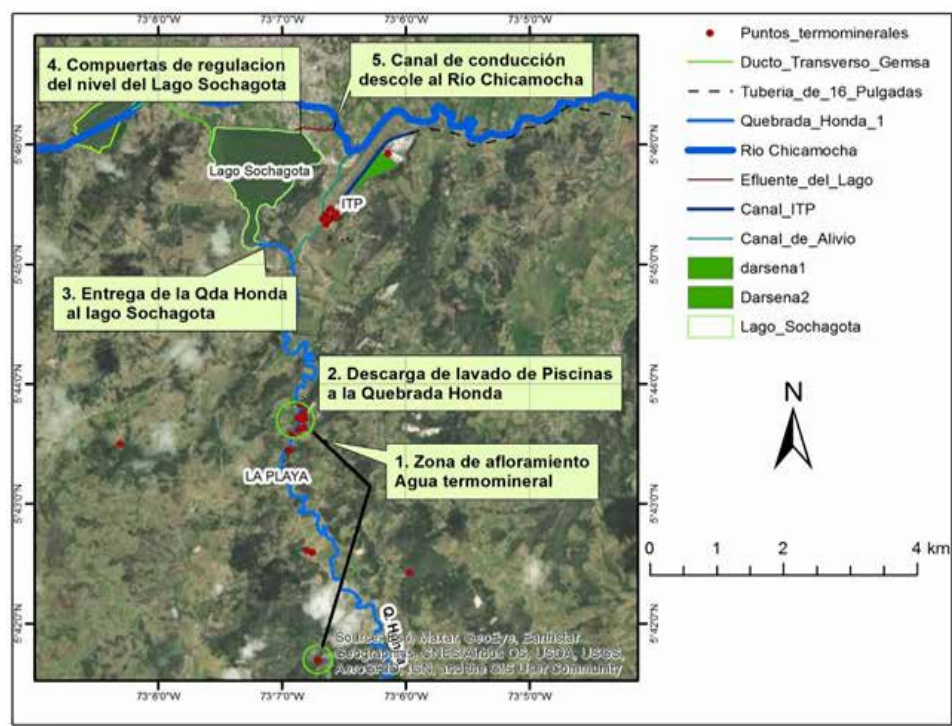 73°8'0"W
73°7'0"W
73°6'0"W
73°5'0"W
4. Compuertas de regulacion
del nivel del Lago Sochagota
5. Canal de conducción
descole al Río Chicamocha
Lago Sochagota
ITP
3. Entrega de la Qda Honda
al lago Sochagota
2. Descarga de lavado de Piscinas
a la Quebrada Honda
1. Zona de afloramiento
Agua termomineral
LA PLAYA
Q. Honda
Source: Esri, Maxar, GeoEye, Earthstar
Geographics, CNES/Airbus DS, USDA, USGS,
AeroGRID, IGN, and the GIS User Community
5°46'0"N
5°45'0"N
5°44'0"N
5°43'0"N
5°42'0"N
5°46'0"N
5°45'0"N
5°44'0"N
5°43'0"N
5°42'0"N
73°8'0"W
73°7'0"W
73°6'0"W
73°5'0"W
Puntos_termominerales
Ducto_Transverso_Gemsa
Tuberia_de_16_Pulgadas
Quebrada_Honda_1
Rio Chicamocha
Efluente_del_Lago
Canal_ITP
Canal_de_Alivio
darsena1
Darsena2
Lago_Sochagota
N
0 1 2 4 km